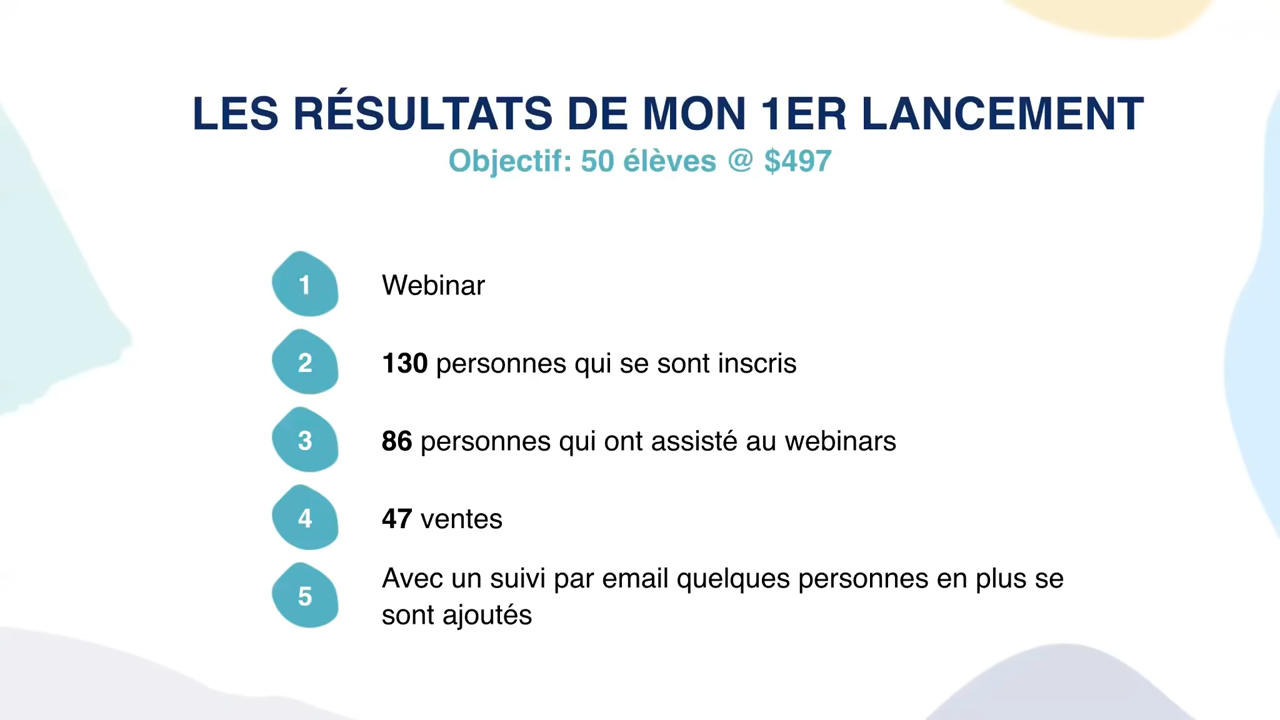 LES RÉSULTATS DE MON 1ER LANCEMENT
Objectif: 50 élèves @ $497
1 Webinar
2 130 personnes qui se sont inscris
3 86 personnes qui ont assisté au webinars
4 47 ventes
5 Avec un suivi par email quelques personnes en plus se
sont ajoutés